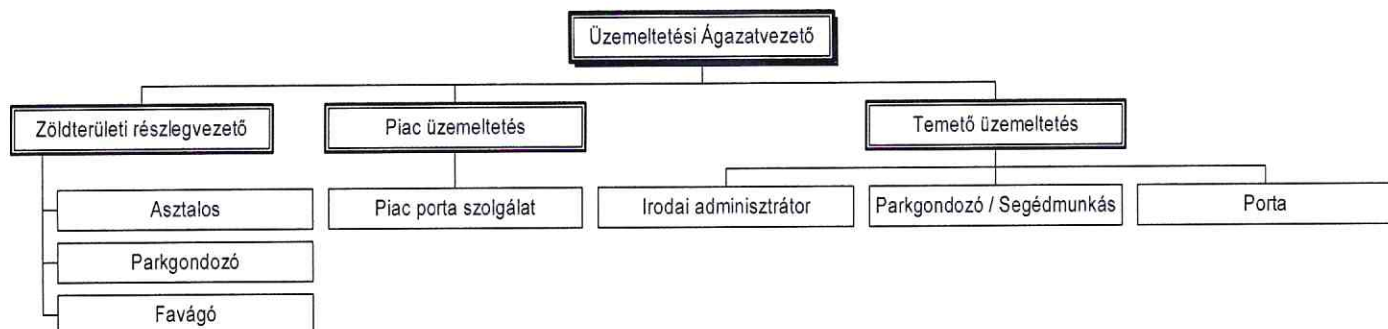 Üzemeltetési Ágazatvezető
Zöldterületi részlegvezető
Piac üzemeltetés
Temető üzemeltetés
Asztalos
Piac porta szolgálat
Irodai adminisztrátor
Parkgondozó / Segédmunkás
Porta
Parkgondozó
Favágó